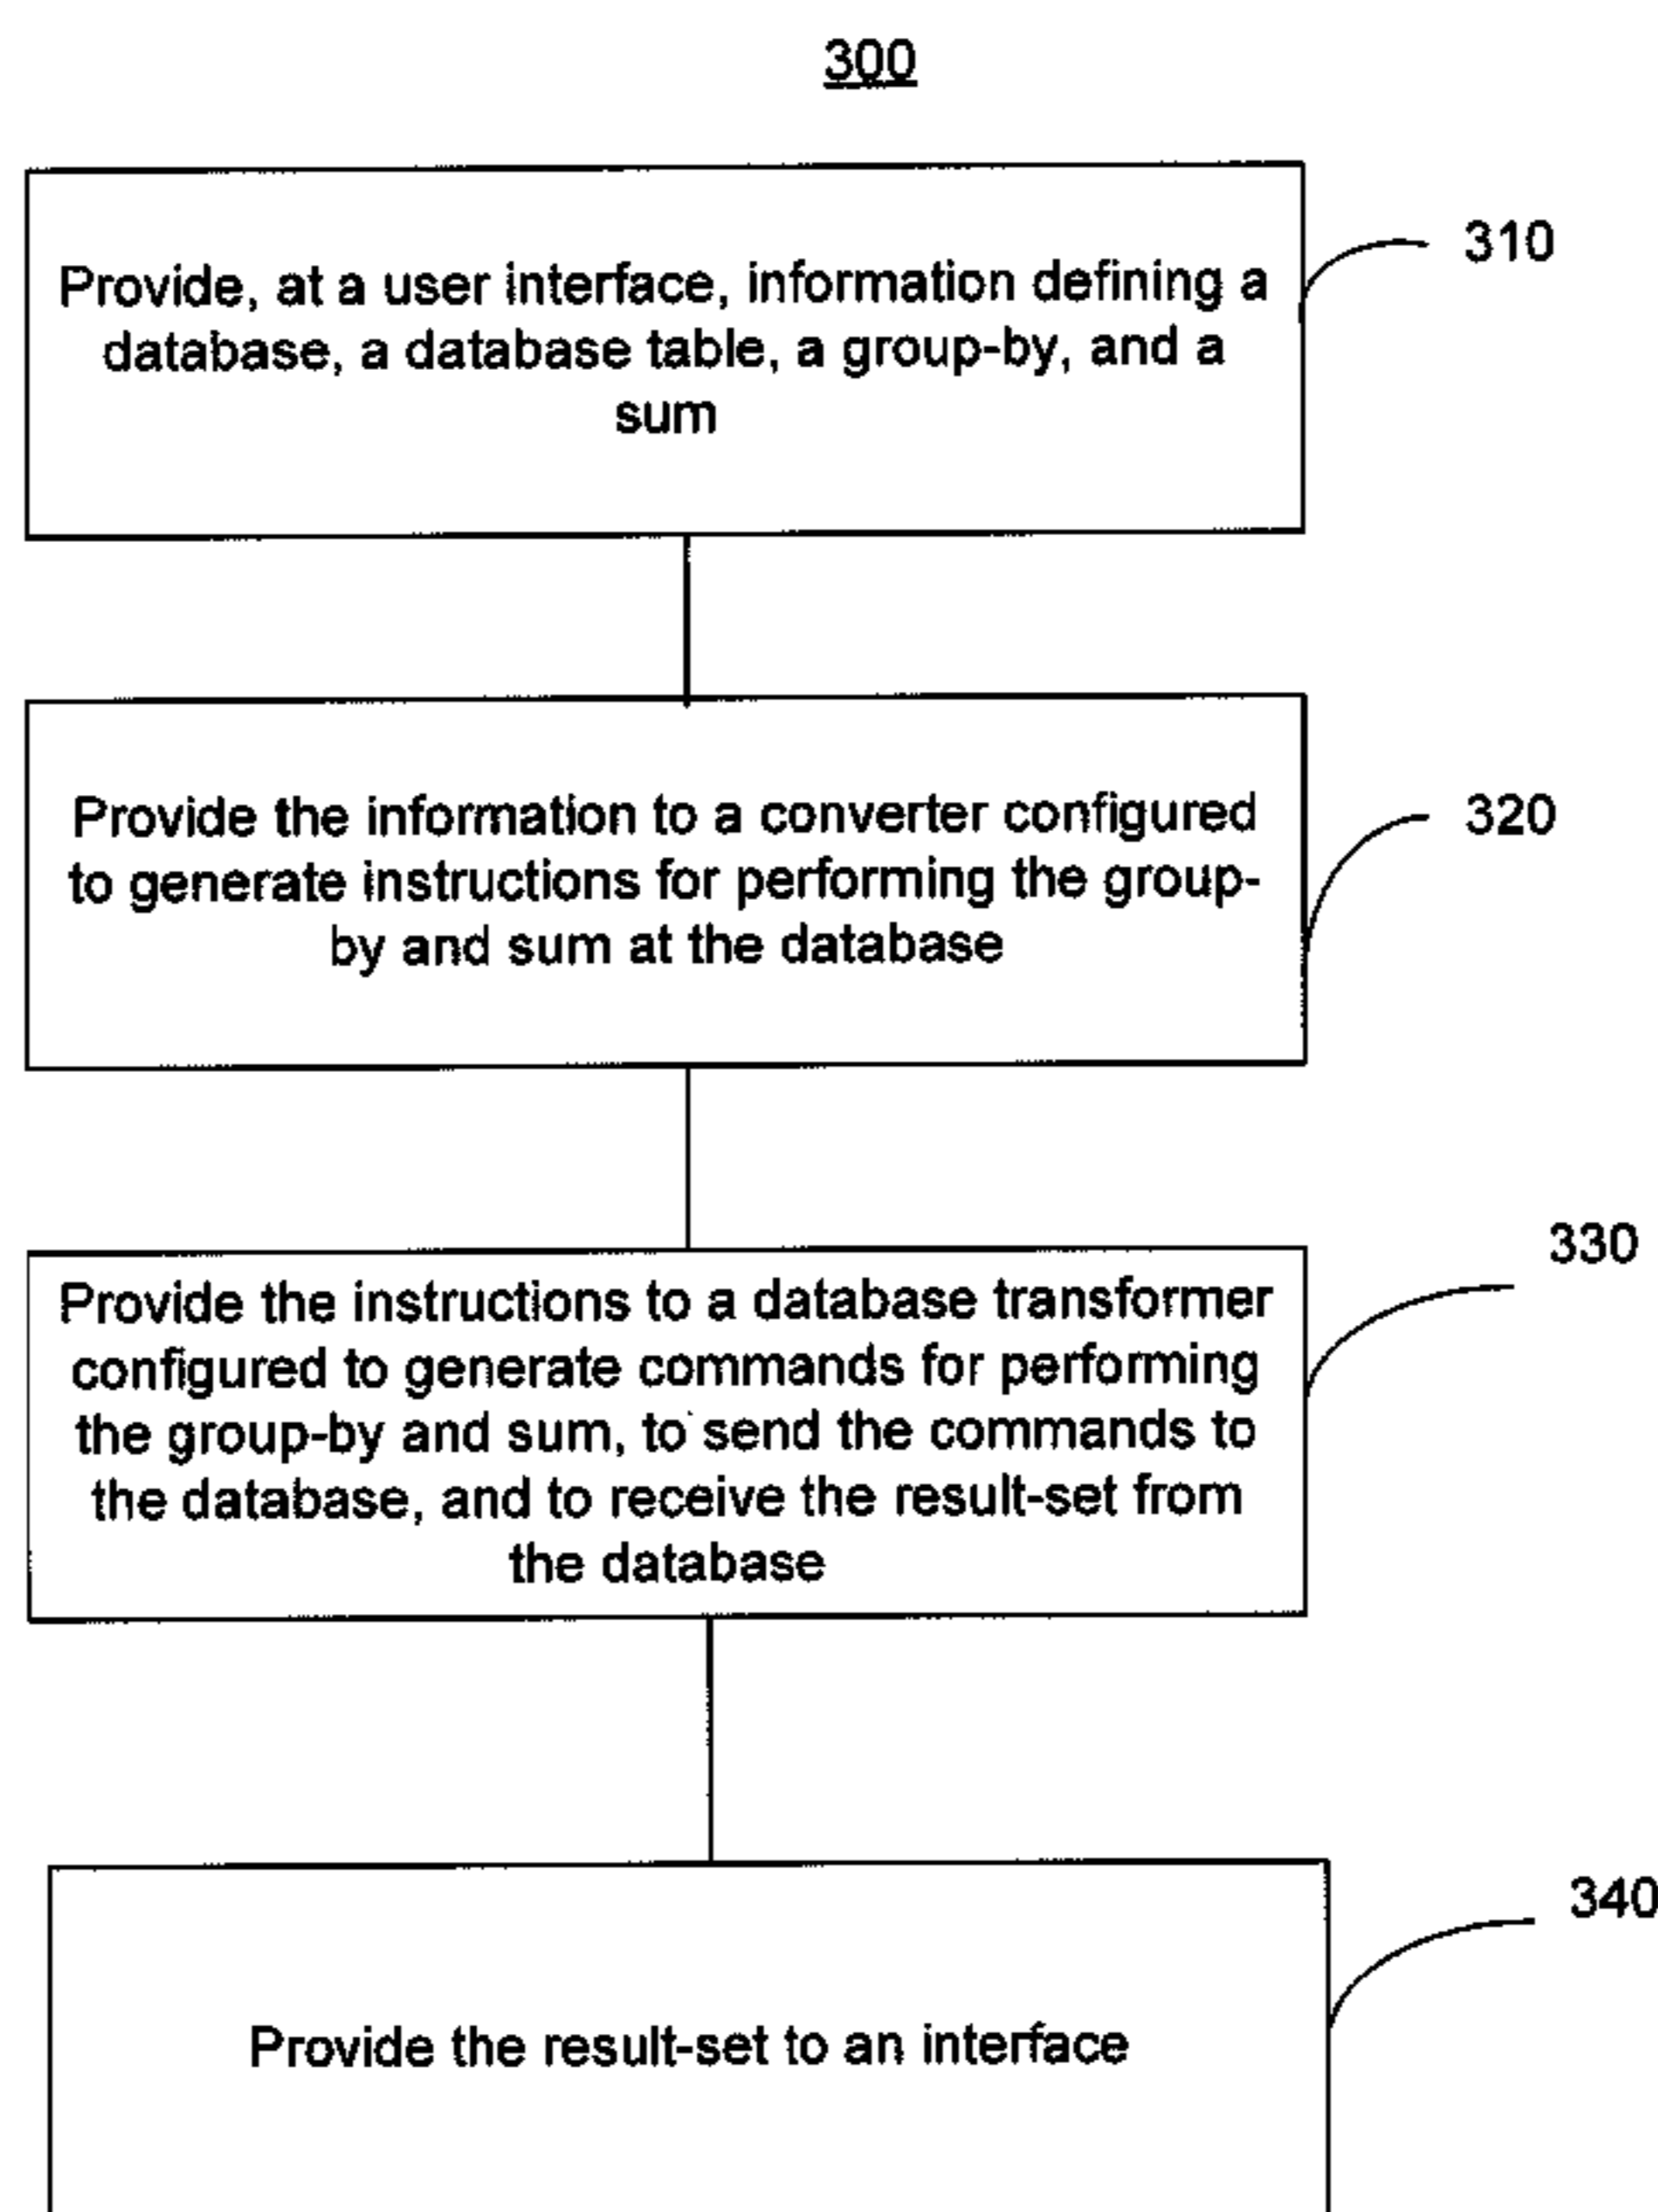 300
310
Provide, at a user interface, information defining a
database, a database table, a group-by, and a
sum
320
Provide the information to a converter configured
to generate instructions for performing the group-
by and sum at the database
330
Provide the instructions to a database transformer
configured to generate commands for performing
the group-by and sum, to send the commands to
the database, and to receive the result-set from
the database
340
Provide the result-set to an interface